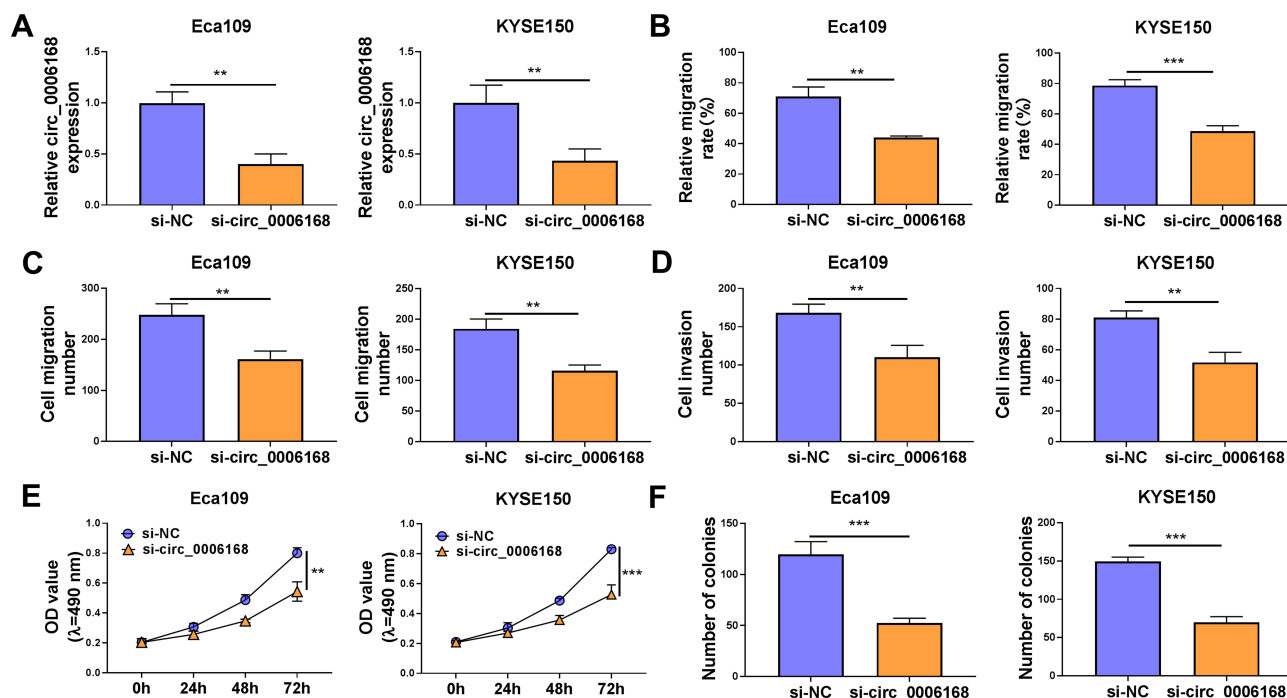 A
Eca109
Relative circ_0006168
expression
1.5
1.0
0.5
0.0
**
si-NC
si-circ_0006168
KYSE150
Relative circ_0006168
expression
1.5
1.0
0.5
0.0
**
si-NC
si-circ_0006168
B
Eca109
Relative migration
rate(%)
100
80
60
40
20
0
**
si-NC
si-circ_0006168
KYSE150
Relative migration
rate(%)
100
80
60
40
20
0
***
si-NC
si-circ_0006168
C
Eca109
Cell migration
number
300
200
100
0
**
si-NC
si-circ_0006168
KYSE150
Cell migration
number
250
200
150
100
50
0
**
si-NC
si-circ_0006168
D
Eca109
Cell invasion
number
200
150
100
50
0
**
si-NC
si-circ_0006168
KYSE150
Cell invasion
number
100
80
60
40
20
0
**
si-NC
si-circ_0006168
E
Eca109
OD value
(λ=490 nm)
1.0
0.8
0.6
0.4
0.2
0.0
si-NC
si-circ_0006168
**
0h
24h
48h
72h
KYSE150
OD value
(λ=490 nm)
1.0
0.8
0.6
0.4
0.2
0.0
si-NC
si-circ_0006168
***
0h
24h
48h
72h
F
Eca109
Number of colonies
150
100
50
0
***
si-NC
si-circ_0006168
KYSE150
Number of colonies
200
150
100
50
0
***
si-NC
si-circ_0006168